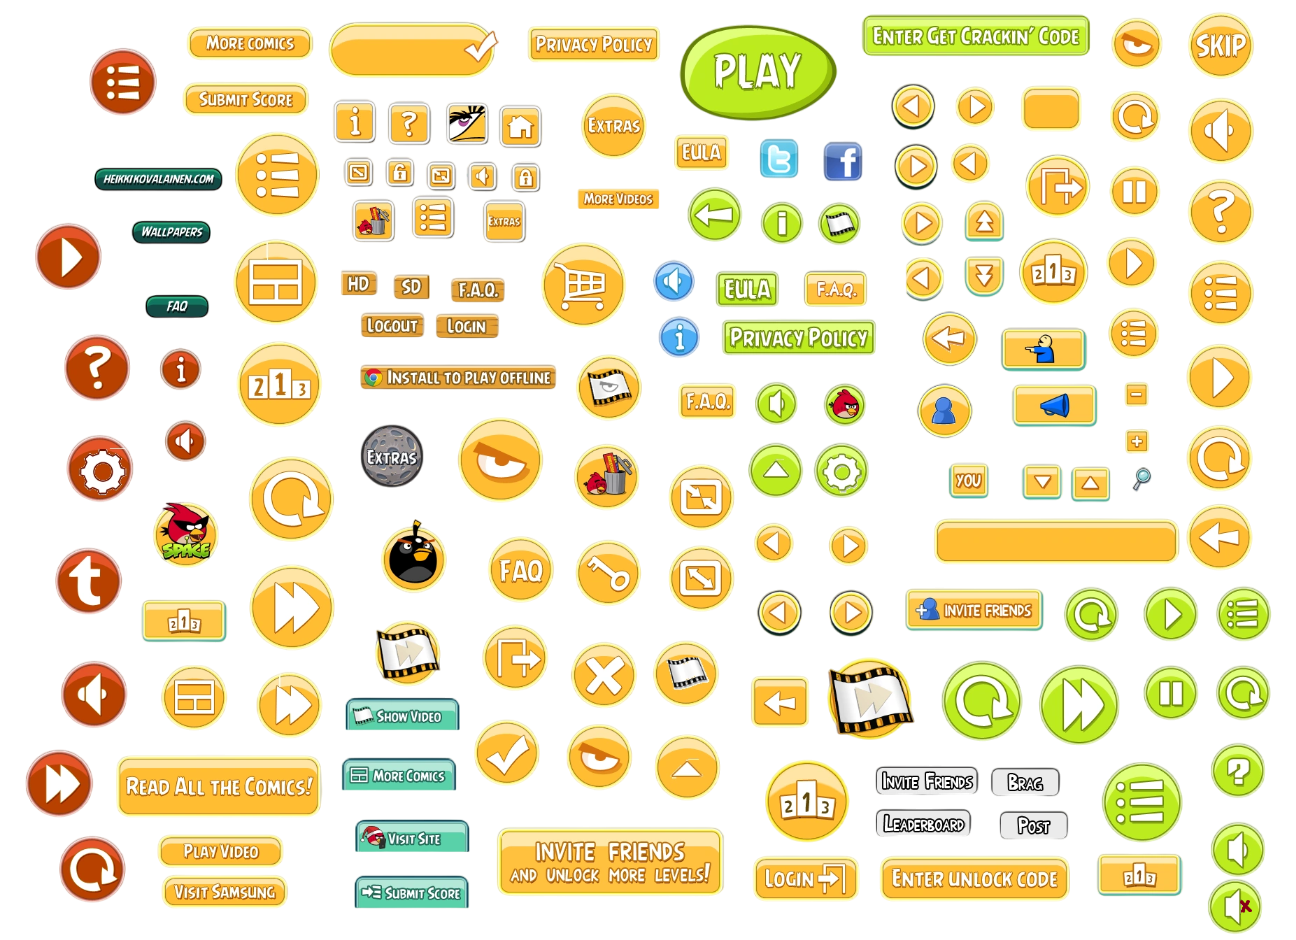 MORE COMICS
PRIVACY POLICY
ENTER GET CRACKIN' CODE
SKIP
PLAY
SUBMIT SCORE
i
?
EXTRAS
EULA
t
f
HEIKKIKOVALAINEN.COM
MORE VIDEOS
?
WALLPAPERS
EXTRAS
i
HD
SD
F.A.Q.
EULA
F.A.Q.
2 1 3
FAQ
LOGOUT
LOGIN
i
PRIVACY POLICY
?
i
2 1 3
INSTALL TO PLAY OFFLINE
F.A.Q.
EXTRAS
YOU
SPACE
FAQ
t
2 1 3
INVITE FRIENDS
SHOW VIDEO
MORE COMICS
READ ALL THE COMICS!
2 1 3
INVITE FRIENDS
BRAG
?
LEADERBOARD
POST
VISIT SITE
PLAY VIDEO
INVITE FRIENDS
AND UNLOCK MORE LEVELS!
LOGIN
ENTER UNLOCK CODE
2 1 3
VISIT SAMSUNG
SUBMIT SCORE
x